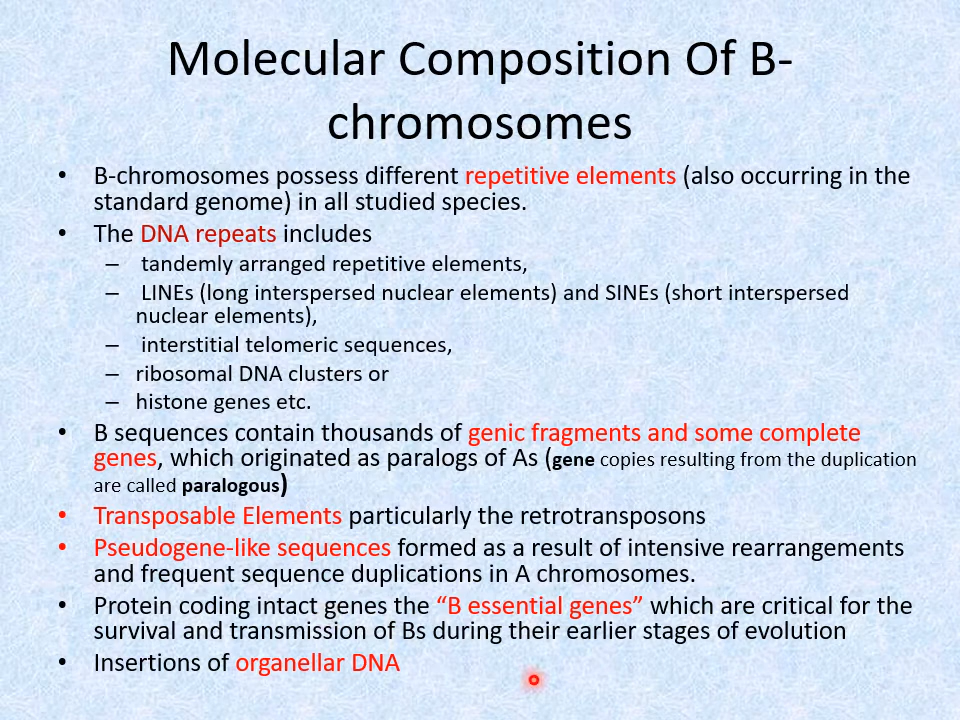 Molecular Composition Of B-
chromosomes
• B-chromosomes possess different repetitive elements (also occurring in the
standard genome) in all studied species.
• The DNA repeats includes
– tandemly arranged repetitive elements,
– LINEs (long interspersed nuclear elements) and SINEs (short interspersed
nuclear elements),
– interstitial telomeric sequences,
– ribosomal DNA clusters or
– histone genes etc.
• B sequences contain thousands of genic fragments and some complete
genes, which originated as paralogs of As (gene copies resulting from the duplication
are called paralogous)
• Transposable Elements particularly the retrotransposons
• Pseudogene-like sequences formed as a result of intensive rearrangements
and frequent sequence duplications in A chromosomes.
• Protein coding intact genes the “B essential genes” which are critical for the
survival and transmission of Bs during their earlier stages of evolution
• Insertions of organellar DNA